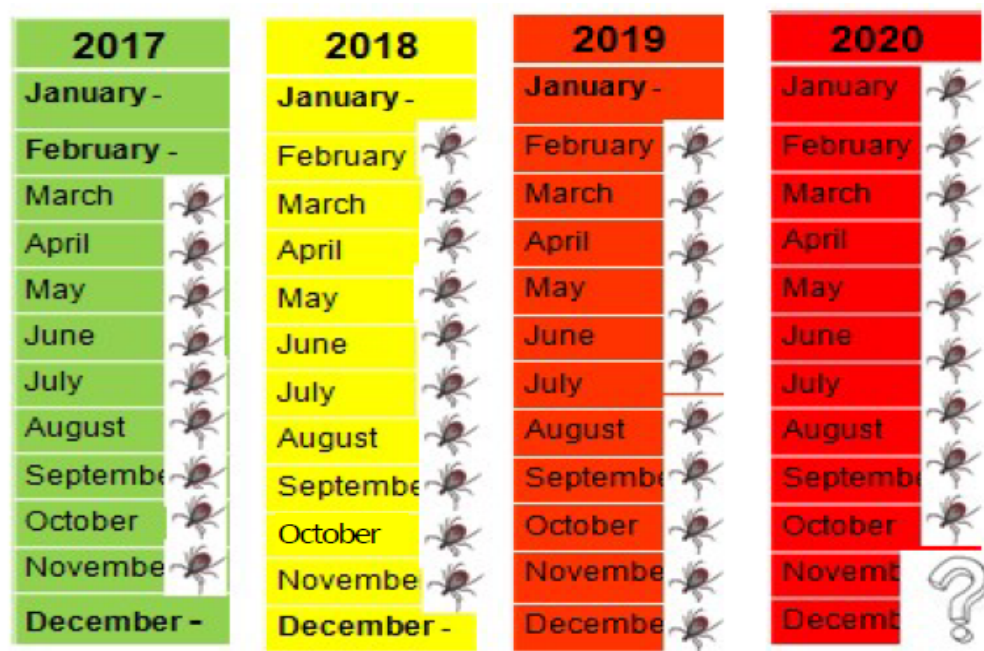 2017
January -
February -
March
April
May
June
July
August
Septembe
October
Novembe
December -
2018
January -
February
March
April
May
June
July
August
Septembe
October
Novembe
December -
2019
January -
February
March
April
May
June
July
August
Septembe
October
Novembe
Decembe
2020
January
February
March
April
May
June
July
August
Septembe
October
Novemb
Decemb
?